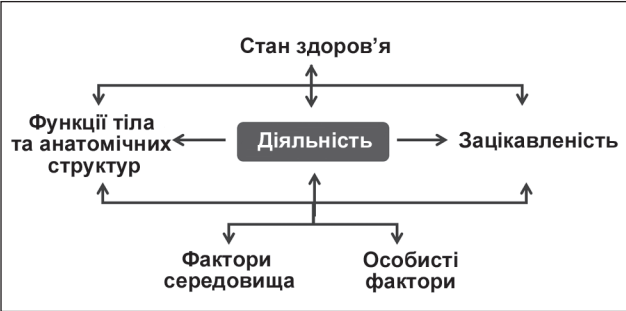 Стан здоров’я
Функції тіла
та анатомічних
структур
Діяльність
Зацікавленість
Фактори
середовища
Особисті
фактори